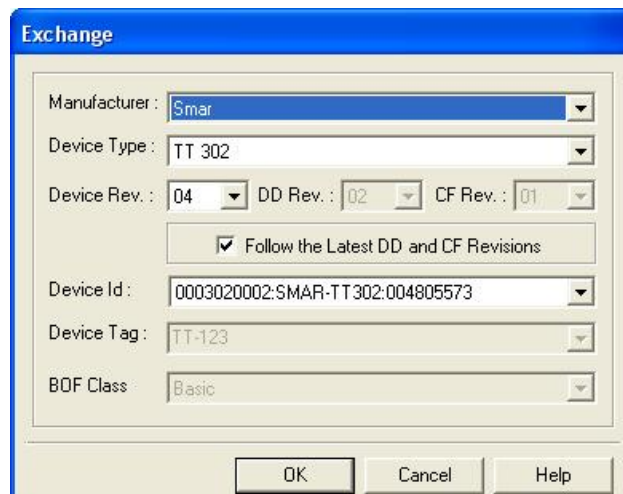 Exchange
Manufacturer : Smar
Device Type : TT 302
Device Rev. : 04 DD Rev. : 02 CF Rev. : 01
Follow the Latest DD and CF Revisions
Device Id : 0003020002:SMAR-TT302:004805573
Device Tag : TT-123
BOF Class Basic
OK Cancel Help